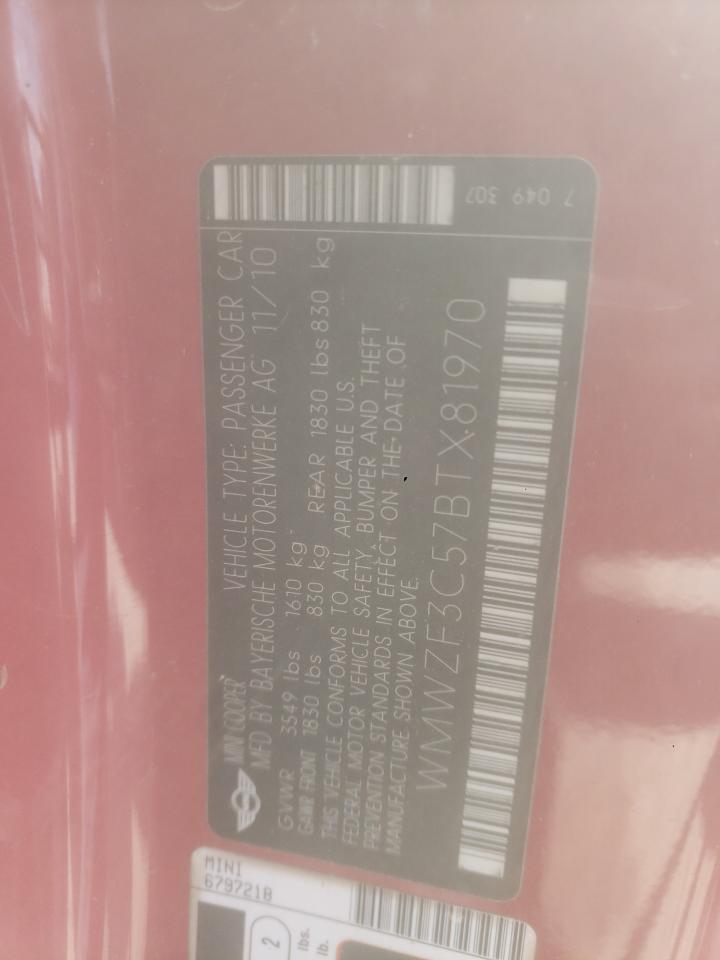 7 049 307
MINI COOPER VEHICLE TYPE: PASSENGER CAR
MFD BY BAYERISCHE MOTORENWERKE AG 11/10
GVWR 3549 lbs 1610 kg
GAWR FRONT 1830 lbs 830 kg REAR 1830 lbs 830 kg
THIS VEHICLE CONFORMS TO ALL APPLICABLE U.S.
FEDERAL MOTOR VEHICLE SAFETY, BUMPER AND THEFT
PREVENTION STANDARDS IN EFFECT ON THE DATE OF
MANUFACTURE SHOWN ABOVE.
WMWZF3C57BTX81970
MINI
6797218
2
lbs.
lb.